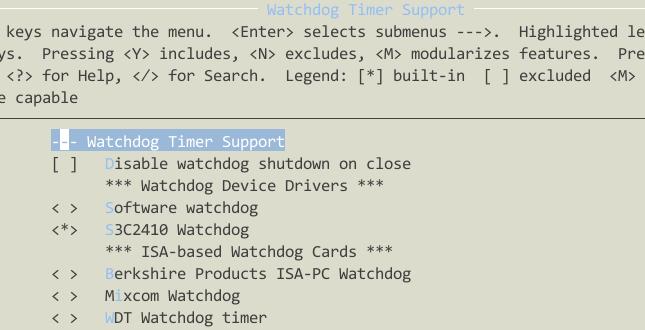 Watchdog Timer Support
keys navigate the menu. <Enter> selects submenus --->. Highlighted le
ys. Pressing <Y> includes, <N> excludes, <M> modularizes features. Pre
<?> for Help, </> for Search. Legend: [*] built-in [ ] excluded <M>
e capable
--- Watchdog Timer Support
[ ] Disable watchdog shutdown on close
*** Watchdog Device Drivers ***
< > Software watchdog
<*> S3C2410 Watchdog
*** ISA-based Watchdog Cards ***
< > Berkshire Products ISA-PC Watchdog
< > Mixcom Watchdog
< > WDT Watchdog timer